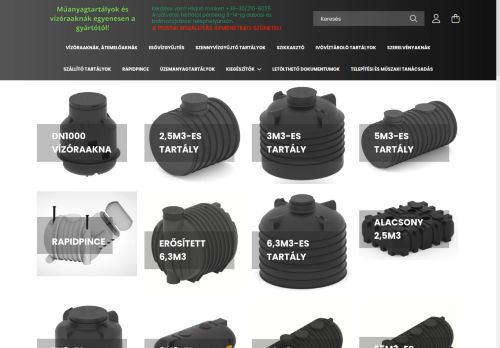 Műanyagtartályok és
vízóraaknák egyenesen a
gyártótól!
Keresés
VÍZÓRAAKNÁK, ÁTEMELŐAKNÁK
ESŐVÍZGYŰJTŐ
SZENNYVÍZGYŰJTŐ TARTÁLYOK
SZIKKASZTÓ
IVÓVÍZTÁROLÓ TARTÁLYOK
SZERELVÉNYAKNÁK
SZÁLLÍTÓ TARTÁLYOK
RAPIDPINCE
ÜZEMANYAGTARTÁLYOK
KIEGÉSZÍTŐK
LETÖLTHETŐ DOKUMENTUMOK
TELEPÍTÉSI ÉS MŰSZAKI TANÁCSADÁS
DN1000
VÍZÓRAAKNA
2,5M3-ES
TARTÁLY
3M3-ES
TARTÁLY
5M3-ES
TARTÁLY
RAPIDPINCE
ERŐSÍTETT
6,3M3
6,3M3-ES
TARTÁLY
ALACSONY
2,5M3